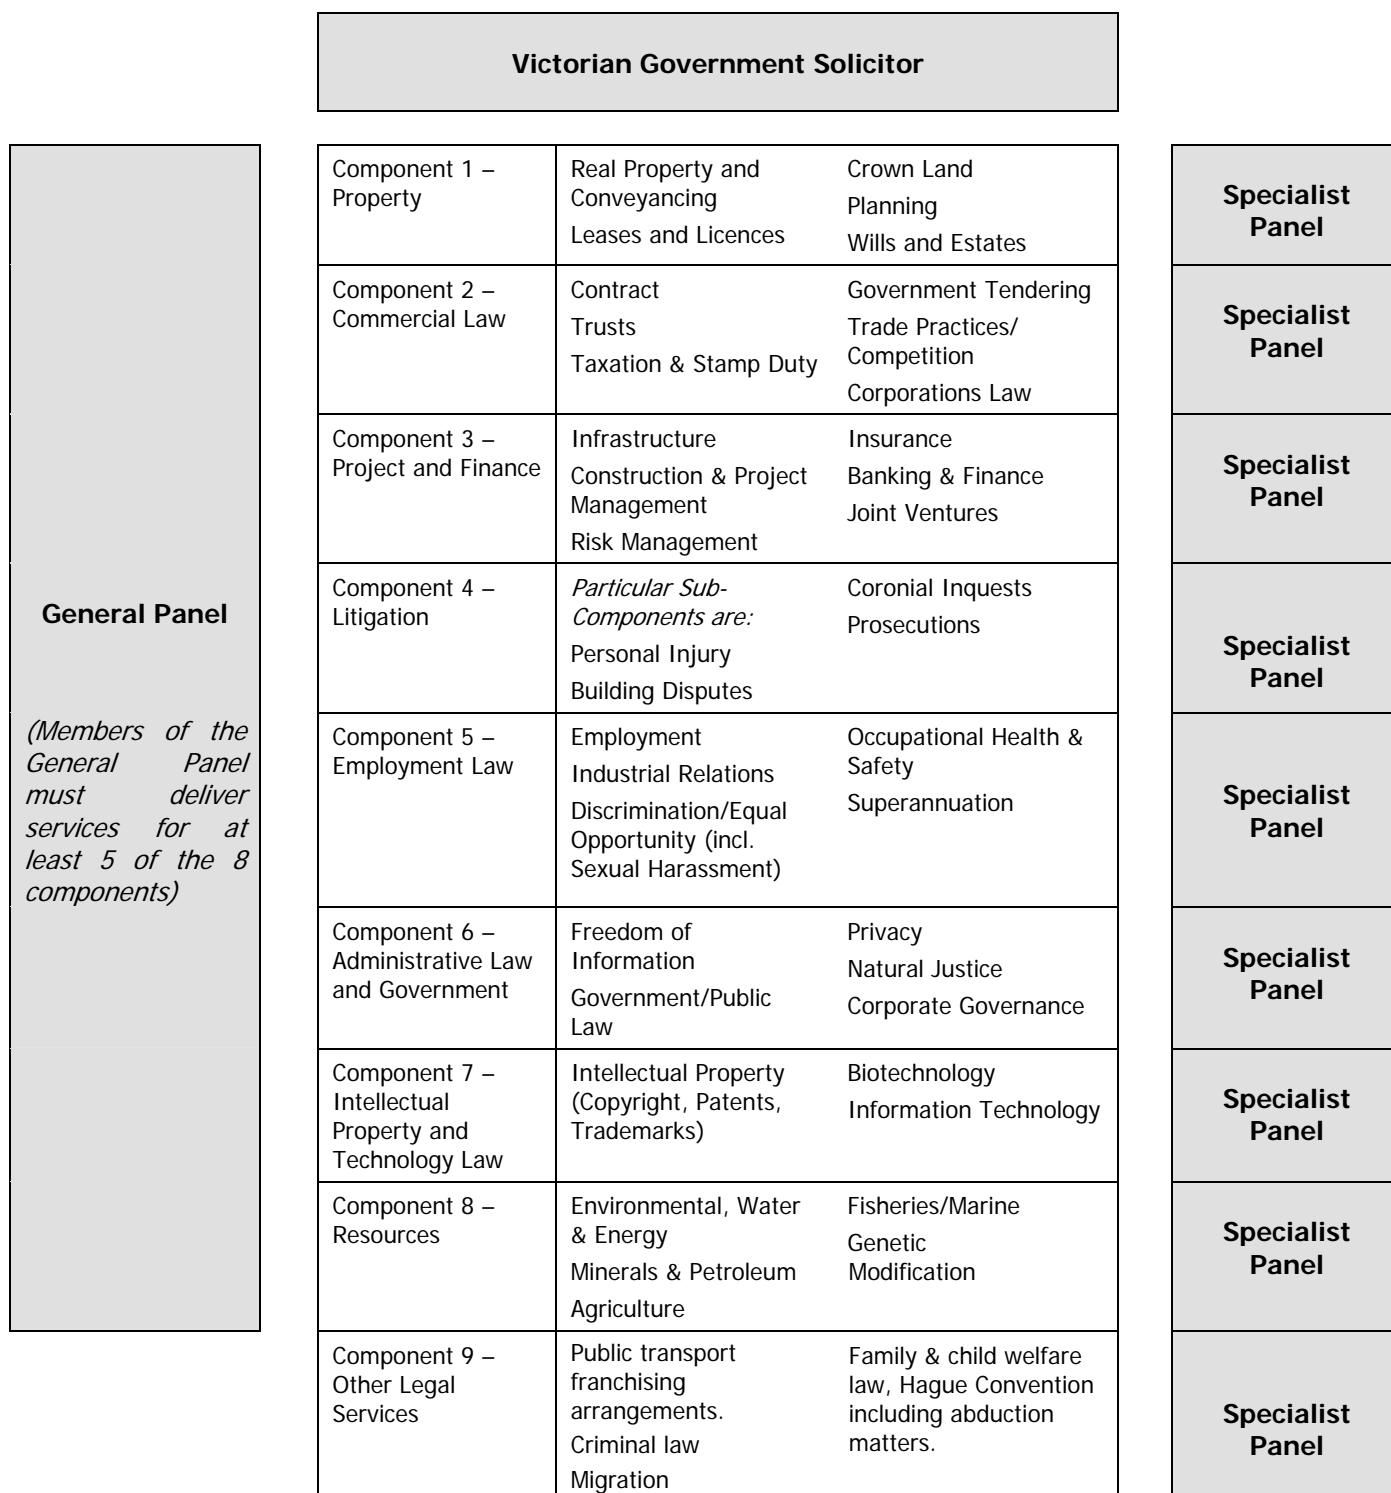 Victorian Government Solicitor
General Panel
(Members of the
General Panel
must deliver
services for at
least 5 of the 8
components)
Component 1 –
Property
Real Property and
Conveyancing
Leases and Licences
Crown Land
Planning
Wills and Estates
Specialist
Panel
Component 2 –
Commercial Law
Contract
Trusts
Taxation & Stamp Duty
Government Tendering
Trade Practices/
Competition
Corporations Law
Specialist
Panel
Component 3 –
Project and Finance
Infrastructure
Construction & Project
Management
Risk Management
Insurance
Banking & Finance
Joint Ventures
Specialist
Panel
Component 4 –
Litigation
Particular Sub-
Components are:
Personal Injury
Building Disputes
Coronial Inquests
Prosecutions
Specialist
Panel
Component 5 –
Employment Law
Employment
Industrial Relations
Discrimination/Equal
Opportunity (incl.
Sexual Harassment)
Occupational Health &
Safety
Superannuation
Specialist
Panel
Component 6 –
Administrative Law
and Government
Freedom of
Information
Government/Public
Law
Privacy
Natural Justice
Corporate Governance
Specialist
Panel
Component 7 –
Intellectual
Property and
Technology Law
Intellectual Property
(Copyright, Patents,
Trademarks)
Biotechnology
Information Technology
Specialist
Panel
Component 8 –
Resources
Environmental, Water
& Energy
Minerals & Petroleum
Agriculture
Fisheries/Marine
Genetic
Modification
Specialist
Panel
Component 9 –
Other Legal
Services
Public transport
franchising
arrangements.
Criminal law
Migration
Family & child welfare
law, Hague Convention
including abduction
matters.
Specialist
Panel